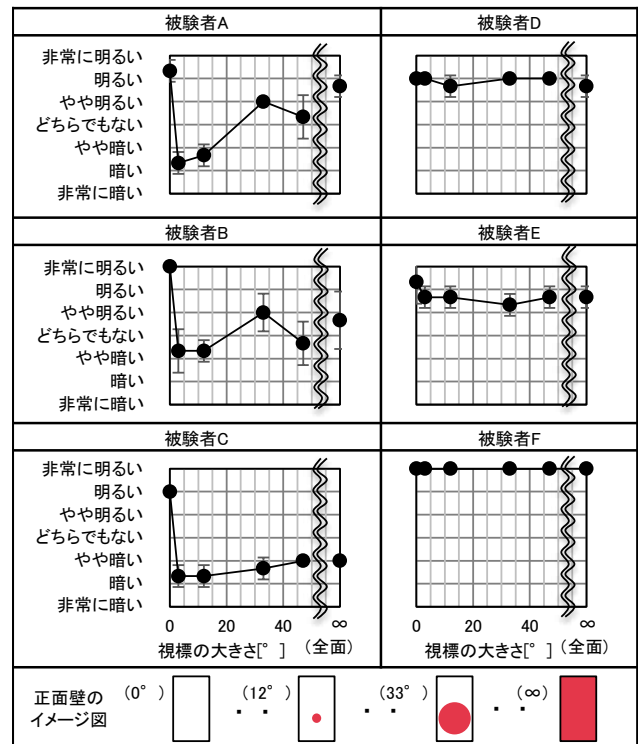 被験者A
被験者D
非常に明るい
明るい
やや明るい
どちらでもない
やや暗い
暗い
非常に暗い
被験者B
被験者E
非常に明るい
明るい
やや明るい
どちらでもない
やや暗い
暗い
非常に暗い
被験者C
被験者F
非常に明るい
明るい
やや明るい
どちらでもない
やや暗い
暗い
非常に暗い
0 20 40 ∞
視標の大きさ[°] (全面)
0 20 40 ∞
視標の大きさ[°] (全面)
正面壁の
イメージ図
(0°) (12°) (33°) (∞)